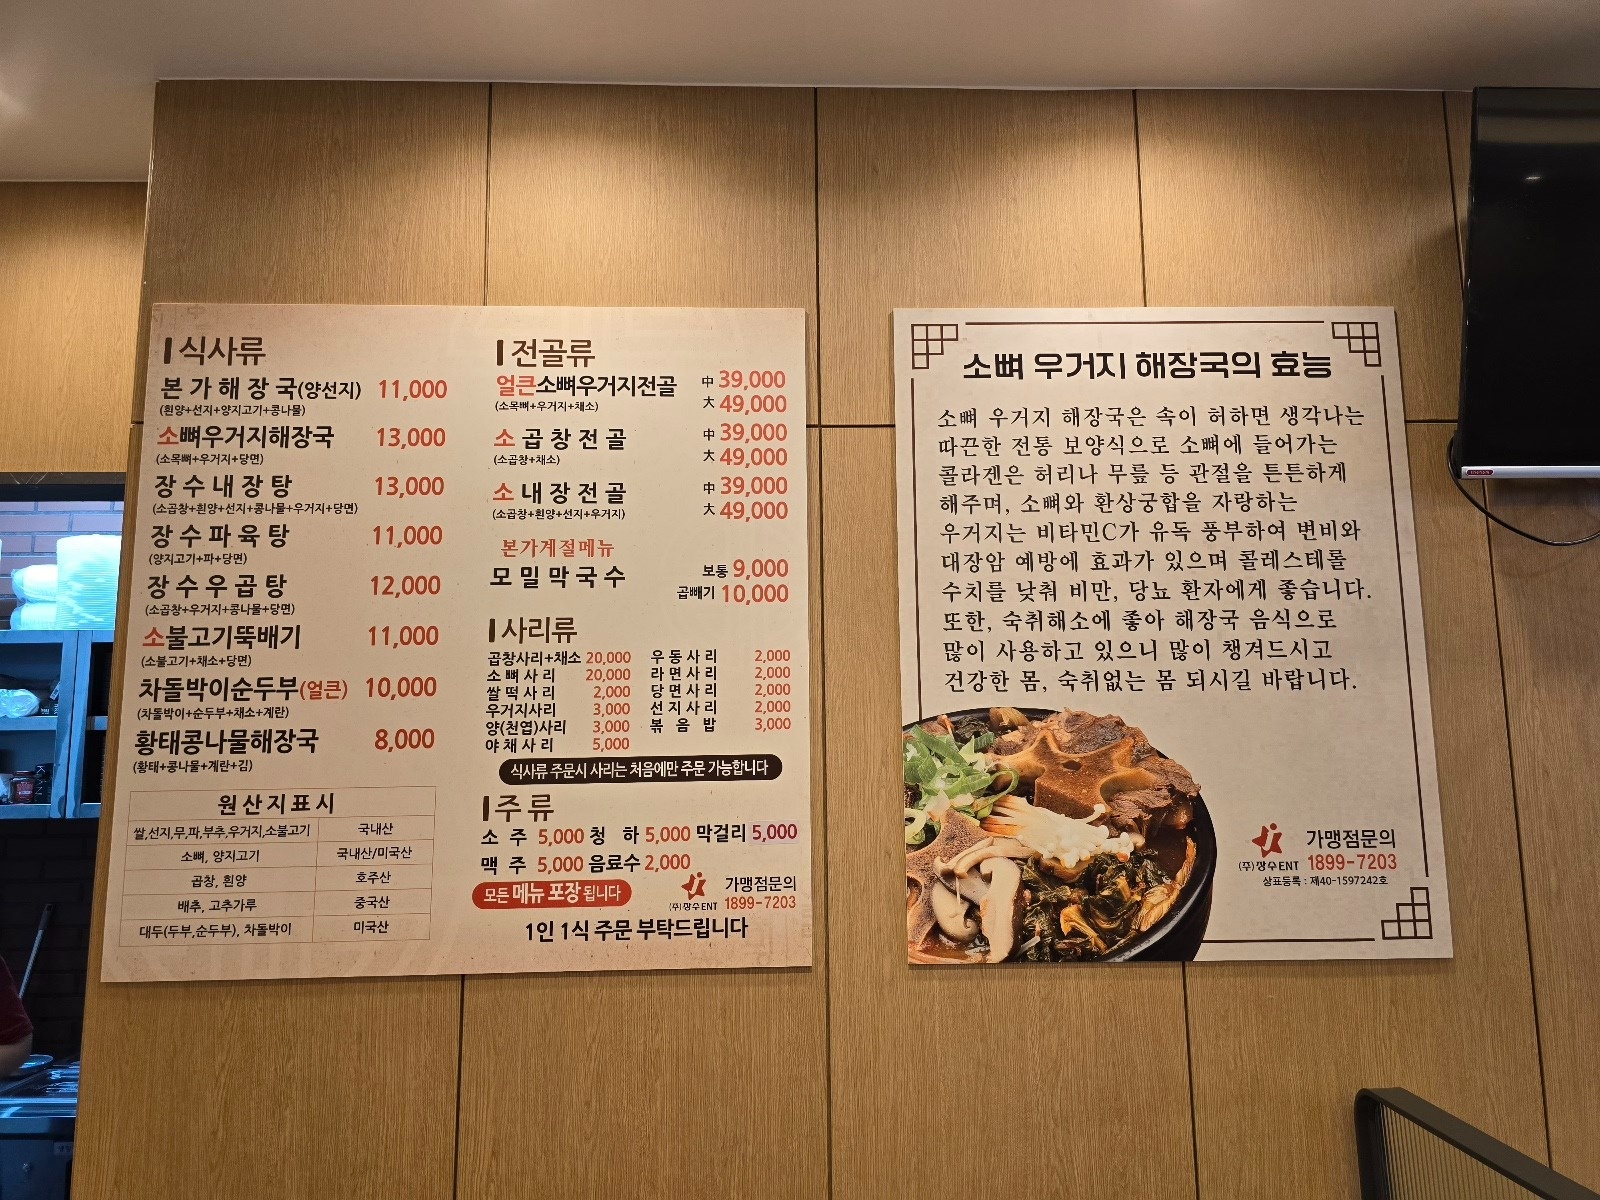 식사류
본가해장국(양선지) 11,000
(흰양+선지+양지고기+콩나물)
소뼈우거지해장국 13,000
(소목뼈+우거지+당면)
장수내장탕 13,000
(소곱창+흰양+선지+콩나물+우거지+당면)
장수파육탕 11,000
(양지고기+파+당면)
장수우곱탕 12,000
(소곱창+우거지+콩나물+당면)
소불고기뚝배기 11,000
(소불고기+채소+당면)
차돌박이순두부(얼큰) 10,000
(차돌박이+순두부+채소+계란)
황태콩나물해장국 8,000
(황태+콩나물+계란+김)
원산지표시
쌀,선지,무,파,부추,우거지,소불고기 국내산
소뼈, 양지고기 국내산/미국산
곱창, 흰양 호주산
배추, 고추가루 중국산
대두(두부,순두부), 차돌박이 미국산
전골류
얼큰소뼈우거지전골 中 39,000
(소목뼈+우거지+채소) 大 49,000
소곱창전골 中 39,000
(소곱창+채소) 大 49,000
소내장전골 中 39,000
(소곱창+흰양+선지+우거지) 大 49,000
본가계절메뉴
모밀막국수 보통 9,000
곱빼기 10,000
사리류
곱창사리+채소 20,000 우동사리 2,000
소뼈사리 20,000 라면사리 2,000
쌀떡사리 2,000 당면사리 2,000
우거지사리 3,000 선지사리 2,000
양(천엽)사리 3,000 볶음밥 3,000
야채사리 5,000
식사류 주문시 사리는 처음에만 주문 가능합니다
주류
소주 5,000 청하 5,000 막걸리 5,000
맥주 5,000 음료수 2,000
모든 메뉴 포장 됩니다
(주)장수ENT
가맹점문의
1899-7203
1인 1식 주문 부탁드립니다
소뼈 우거지 해장국의 효능
소뼈 우거지 해장국은 속이 허하면 생각나는
따끈한 전통 보양식으로 소뼈에 들어가는
콜라겐은 허리나 무릎 등 관절을 튼튼하게
해주며, 소뼈와 환상궁합을 자랑하는
우거지는 비타민C가 유독 풍부하여 변비와
대장암 예방에 효과가 있으며 콜레스테롤
수치를 낮춰 비만, 당뇨 환자에게 좋습니다.
또한, 숙취해소에 좋아 해장국 음식으로
많이 사용하고 있으니 많이 챙겨드시고
건강한 몸, 숙취없는 몸 되시길 바랍니다.
(주)장수ENT
가맹점문의
1899-7203
상표등록 : 제40-1597242호